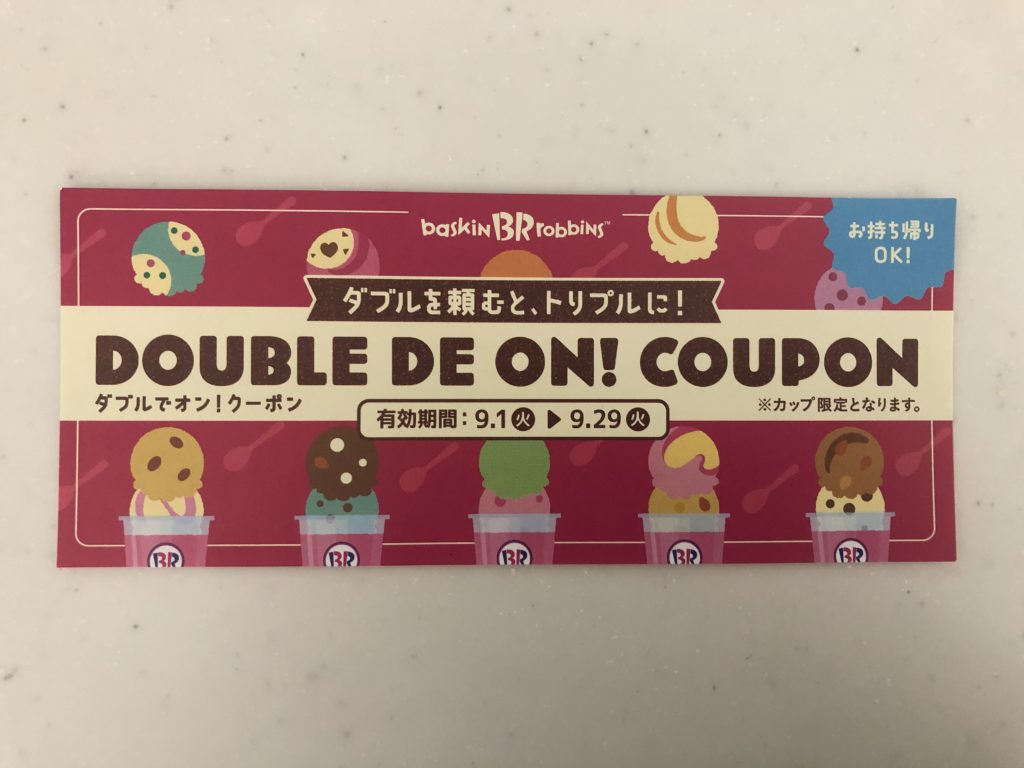 baskin BR robbins™
お持ち帰り
OK!
ダブルを頼むと、トリプルに!
DOUBLE DE ON! COUPON
ダブルでオン!クーポン
※カップ限定となります。
有効期間:9.1火▶9.29火
BR
BR
BR
BR
BR